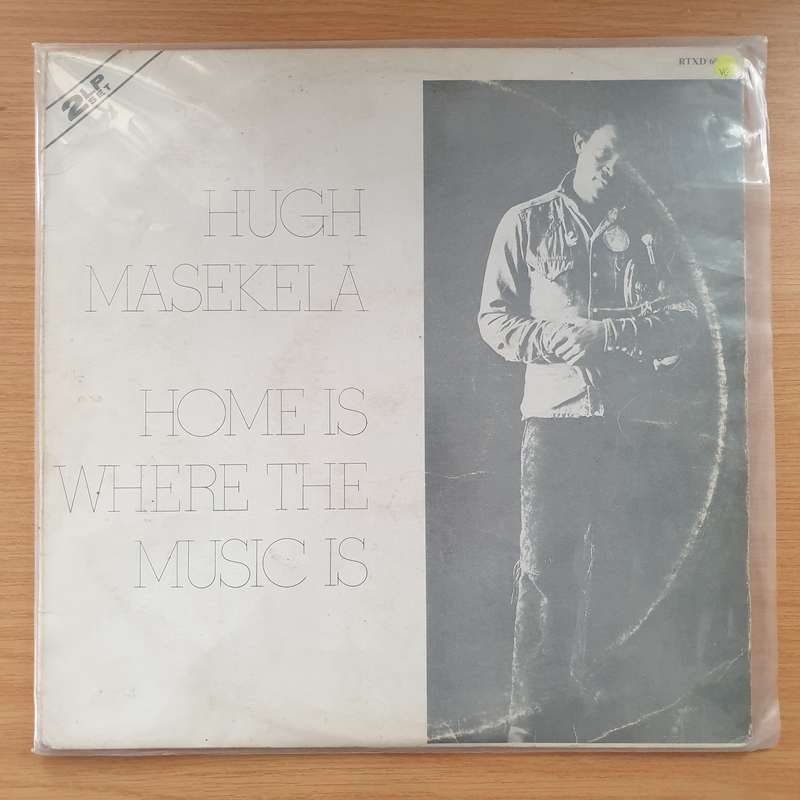 2LP
SET
RTXD
HUGH
MASEKELA
HOME IS
WHERE THE
MUSIC IS